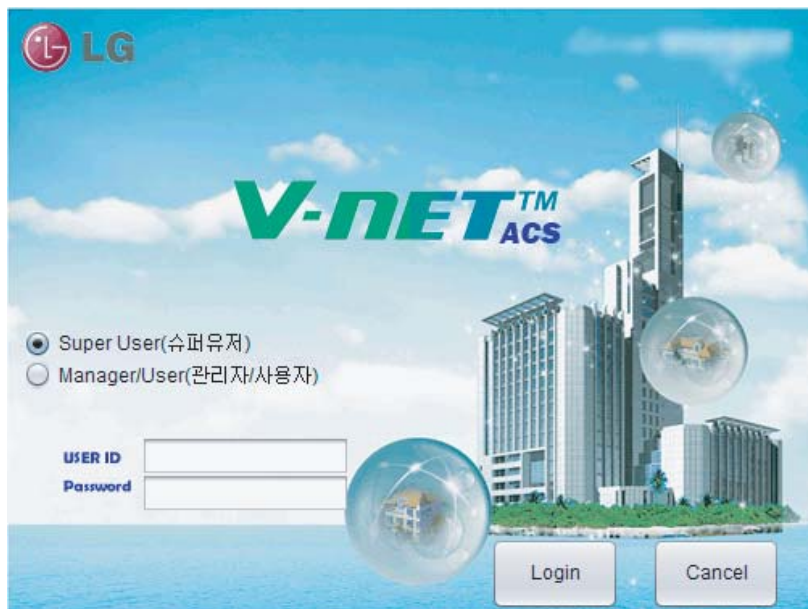 LG
V-NET™
ACS
Super User(슈퍼유저)
Manager/User(관리자/사용자)
USER ID
Password
Login
Cancel